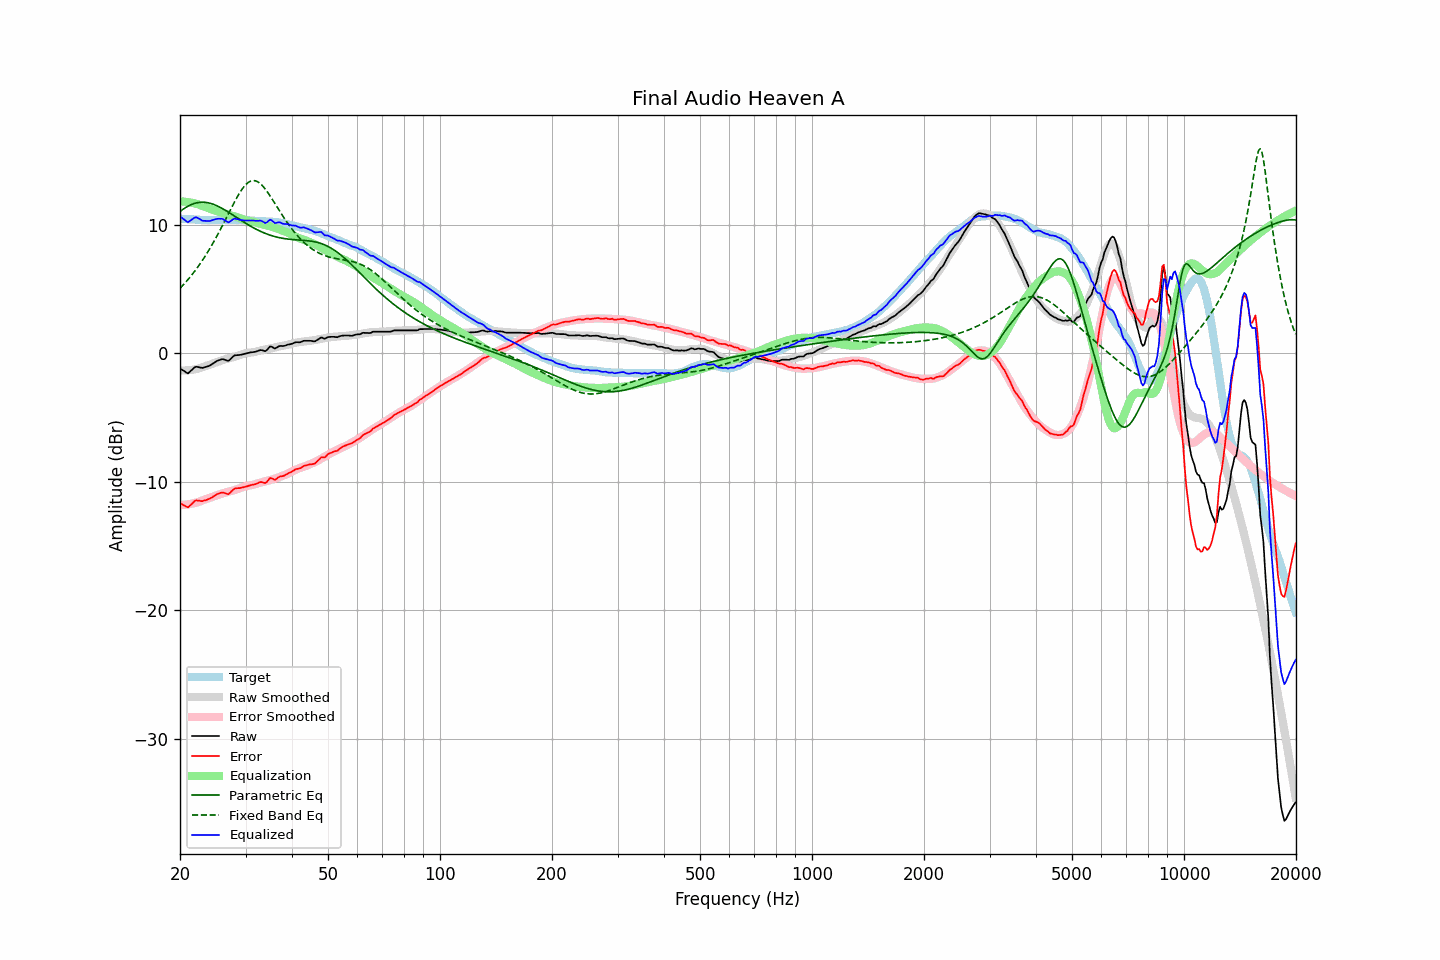 Final Audio Heaven A
Amplitude (dBr)
10
0
−10
−20
−30
Target
Raw Smoothed
Error Smoothed
Raw
Error
Equalization
Parametric Eq
Fixed Band Eq
Equalized
20 50 100 200 500 1000 2000 5000 10000 20000
Frequency (Hz)